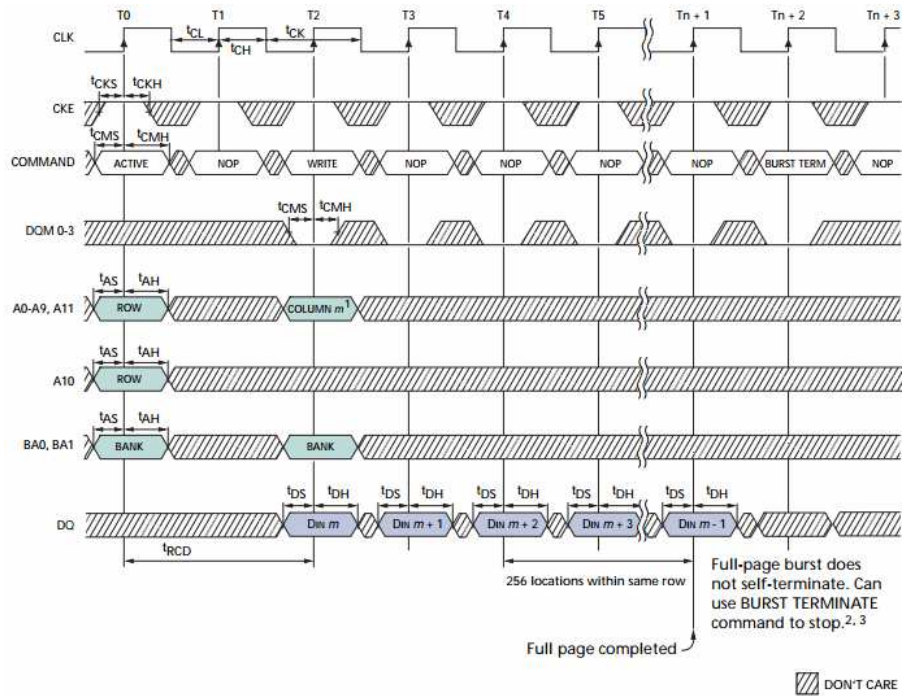 T0 T1 T2 T3 T4 T5 Tn + 1 Tn + 2 Tn + 3
CLK
tCL tCK
tCH
tCKS tCKH
CKE
tCMS tCMH
COMMAND ACTIVE NOP WRITE NOP NOP NOP NOP BURST TERM NOP
tCMS tCMH
DQM 0-3
tAS tAH
A0-A9, A11 ROW COLUMN m1
tAS tAH
A10 ROW
tAS tAH
BA0, BA1 BANK BANK
tDS tDH tDS tDH tDS tDH tDS tDH tDS tDH
DQ DIN m DIN m + 1 DIN m + 2 DIN m + 3 DIN m - 1
tRCD
256 locations within same row
Full-page burst does
not self-terminate. Can
use BURST TERMINATE
command to stop.2, 3
Full page completed
DON'T CARE